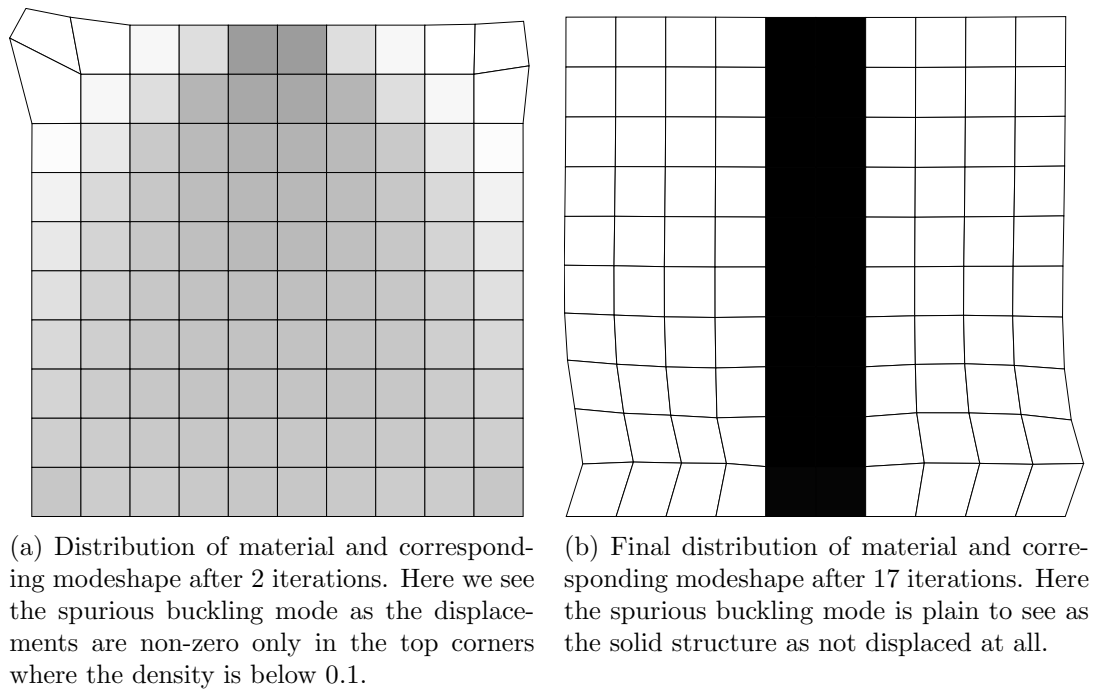 (a) Distribution of material and correspond-
ing modeshape after 2 iterations. Here we see
the spurious buckling mode as the displace-
ments are non-zero only in the top corners
where the density is below 0.1.
(b) Final distribution of material and corre-
sponding modeshape after 17 iterations. Here
the spurious buckling mode is plain to see as
the solid structure as not displaced at all.